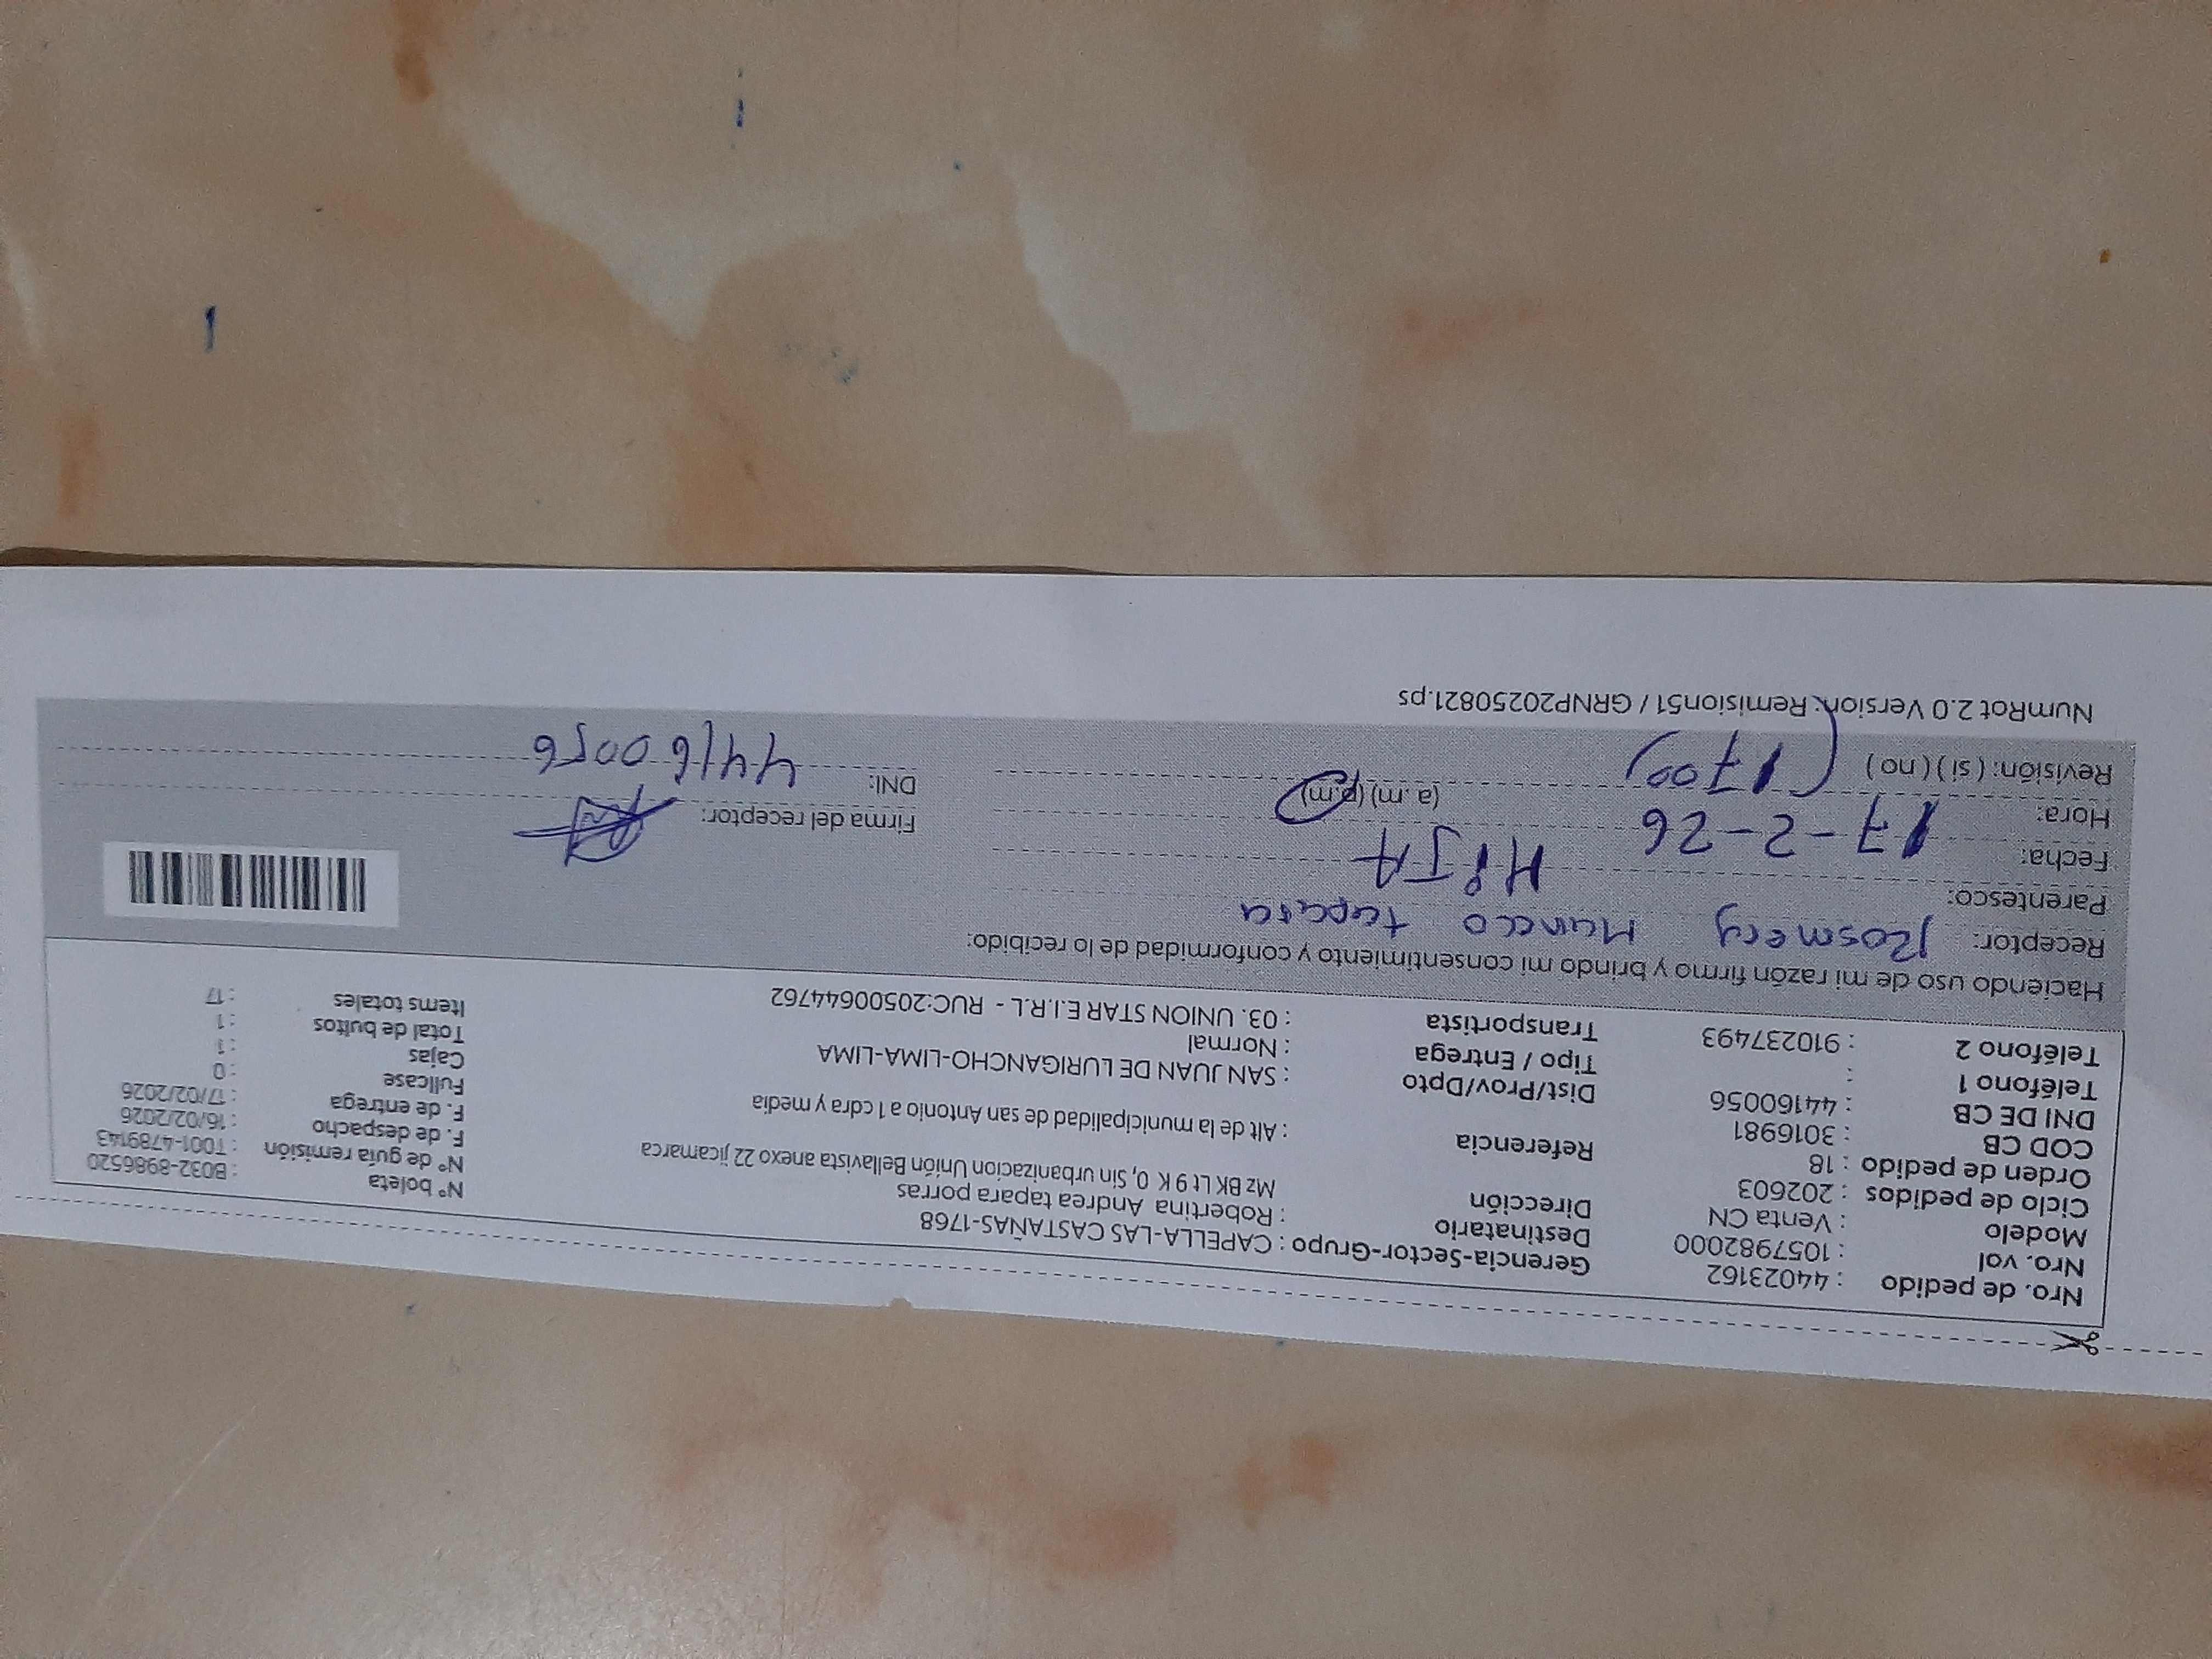 Nro. de pedido : 44023162
Nro. val : 1057982000
Modelo : Venta CN
Ciclo de pedidos : 202603
Orden de pedido : 18
COD CB : 3016981
DNI DE CB : 44160056
Teléfono 1 :
Teléfono 2 : 910237493
Gerencia-Sector-Grupo : CAPELLA-LAS CASTAÑAS-1768
Destinatario : Robertina Andrea tapara porras
Dirección Mz BK Lt 9 K 0, Sin urbanizacion Unión Bellavista anexo 22 jicamarca
Referencia : Alt de la municipalidad de san Antonio a 1 cdra y media
Dist/Prov/Dpto : SAN JUAN DE LURIGANCHO-LIMA-LIMA
Tipo / Entrega : Normal
Transportista : 03. UNION STAR E.I.R.L - RUC:20500644762
Nº boleta : B032-8986520
Nº de guía remisión : T001-4789143
F. de despacho : 16/02/2026
F. de entrega : 17/02/2026
Fullcase : 0
Cajas : 1
Total de bultos : 1
Items totales : 17
Haciendo uso de mi razón firmo y brindo mi consentimiento y conformidad de lo recibido:
Receptor: Rosmery Mancco tapara
Parentesco: HiJA
Fecha: 17-2-26
Hora: (1700) (a. m) (p.m)
Revisión: ( si ) ( no )
Firma del receptor:
DNI: 44160056
NumRot 2.0 Version: Remision51 / GRNP20250821.ps